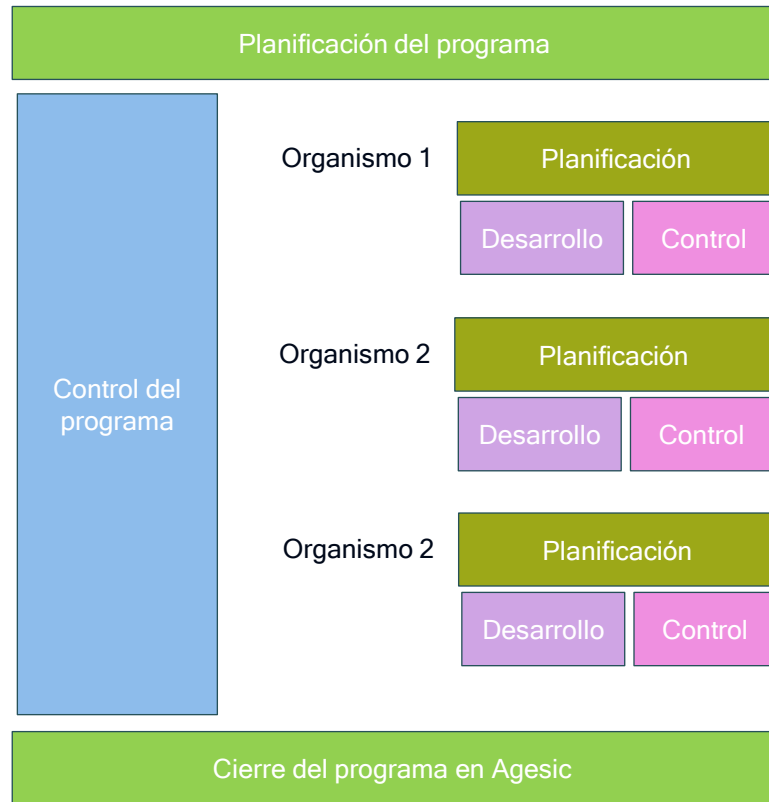 Planificación del programa
Control del
programa
Organismo 1
Planificación
Desarrollo
Control
Organismo 2
Planificación
Desarrollo
Control
Organismo 2
Planificación
Desarrollo
Control
Cierre del programa en Agesic